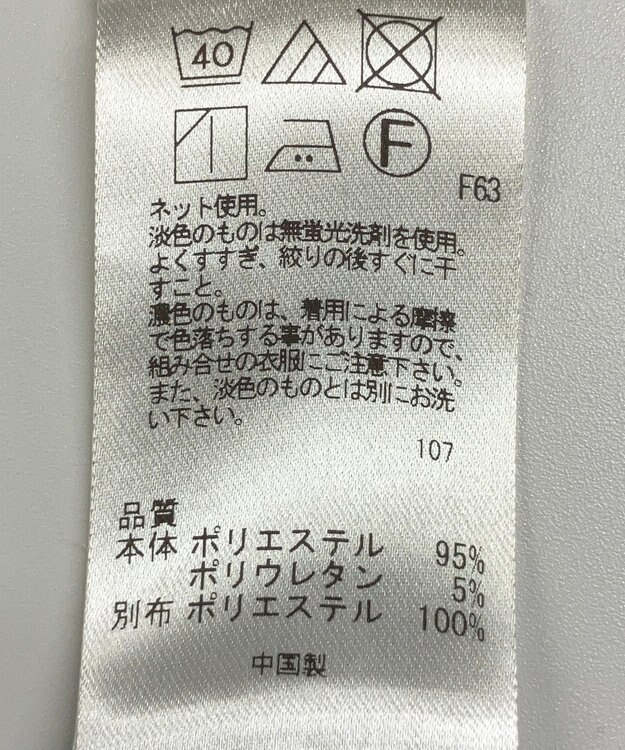 40
F
F63
ネット使用。
淡色のものは無蛍光洗剤を使用。
よくすすぎ、絞りの後すぐに干
すこと。
濃色のものは、着用による摩擦
で色落ちする事がありますので、
組み合せの衣服にご注意下さい。
また、淡色のものとは別にお洗
い下さい。
107
品質
本体 ポリエステル 95%
ポリウレタン 5%
別布 ポリエステル 100%
中国製